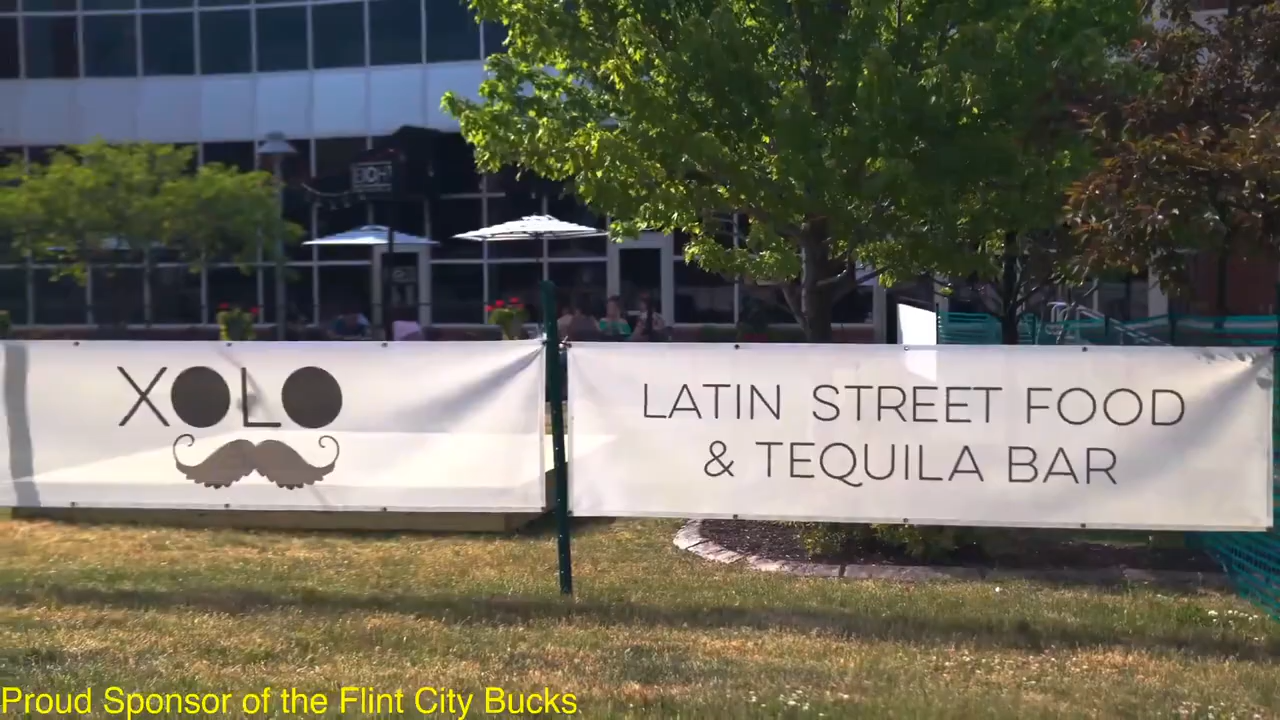 XOLO
LATIN STREET FOOD
& TEQUILA BAR
Proud Sponsor of the Flint City Bucks